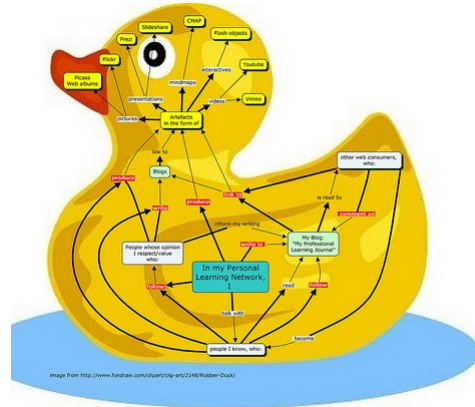 CMAP
Slideshare
Flash objects
Prezi
Flickr
Youtube
mindmaps
interactives
Picasa
Web albums
presentations
videos
Vimeo
pictures
Artefacts
in the form of
link to
other web consumers,
who:
Blogs
produce
link to
produce
is read by
write
comment on
inform my writing
My Blog:
"My Professional
Learning Journal"
People whose opinion
I respect/value
who:
write in
In my Personal
Learning Network,
I
follow
read
follow
talk with
become
people I know, who:
image from http://www.fundraw.com/clipart/clip-art/2148/Rubber-Duck/